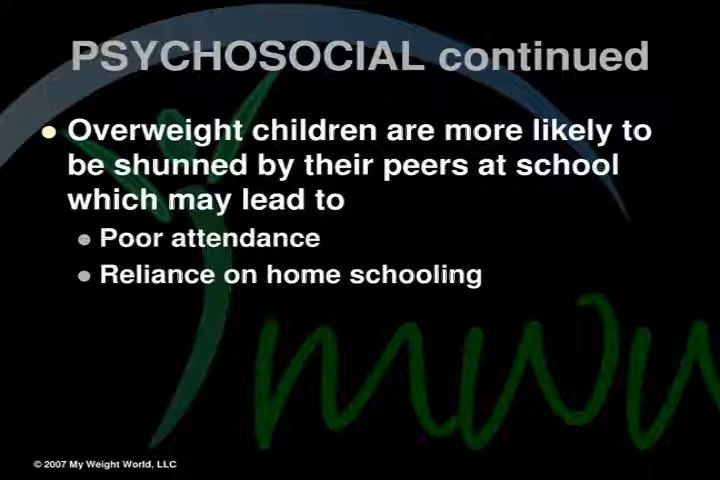 PSYCHOSOCIAL continued
Overweight children are more likely to
be shunned by their peers at school
which may lead to
Poor attendance
Reliance on home schooling
mww
© 2007 My Weight World, LLC